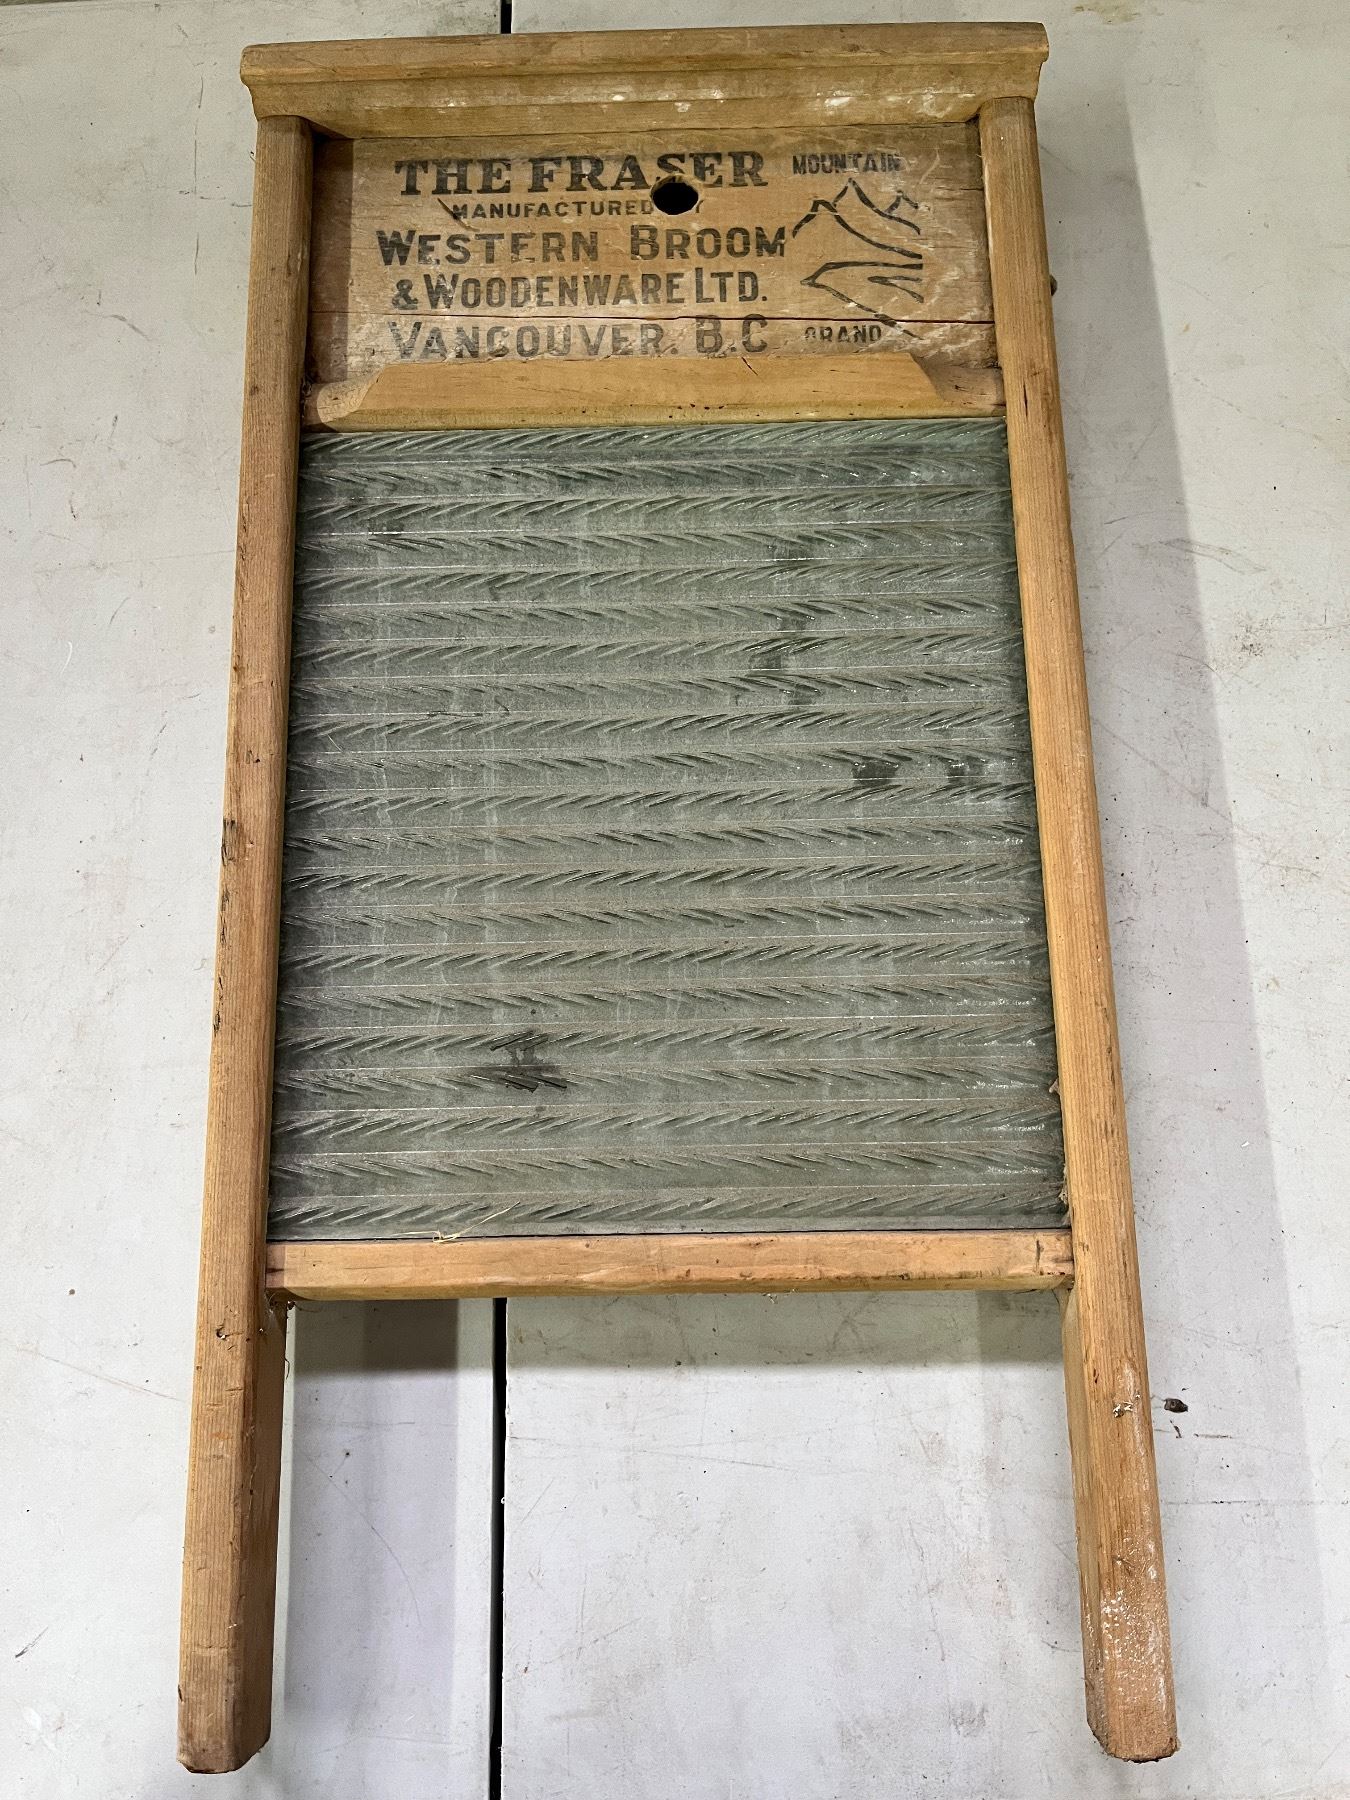 THE FRASER
MANUFACTURED
WESTERN BROOM
& WOODENWARE LTD.
VANCOUVER. B.C
MOUNTAIN
BRAND